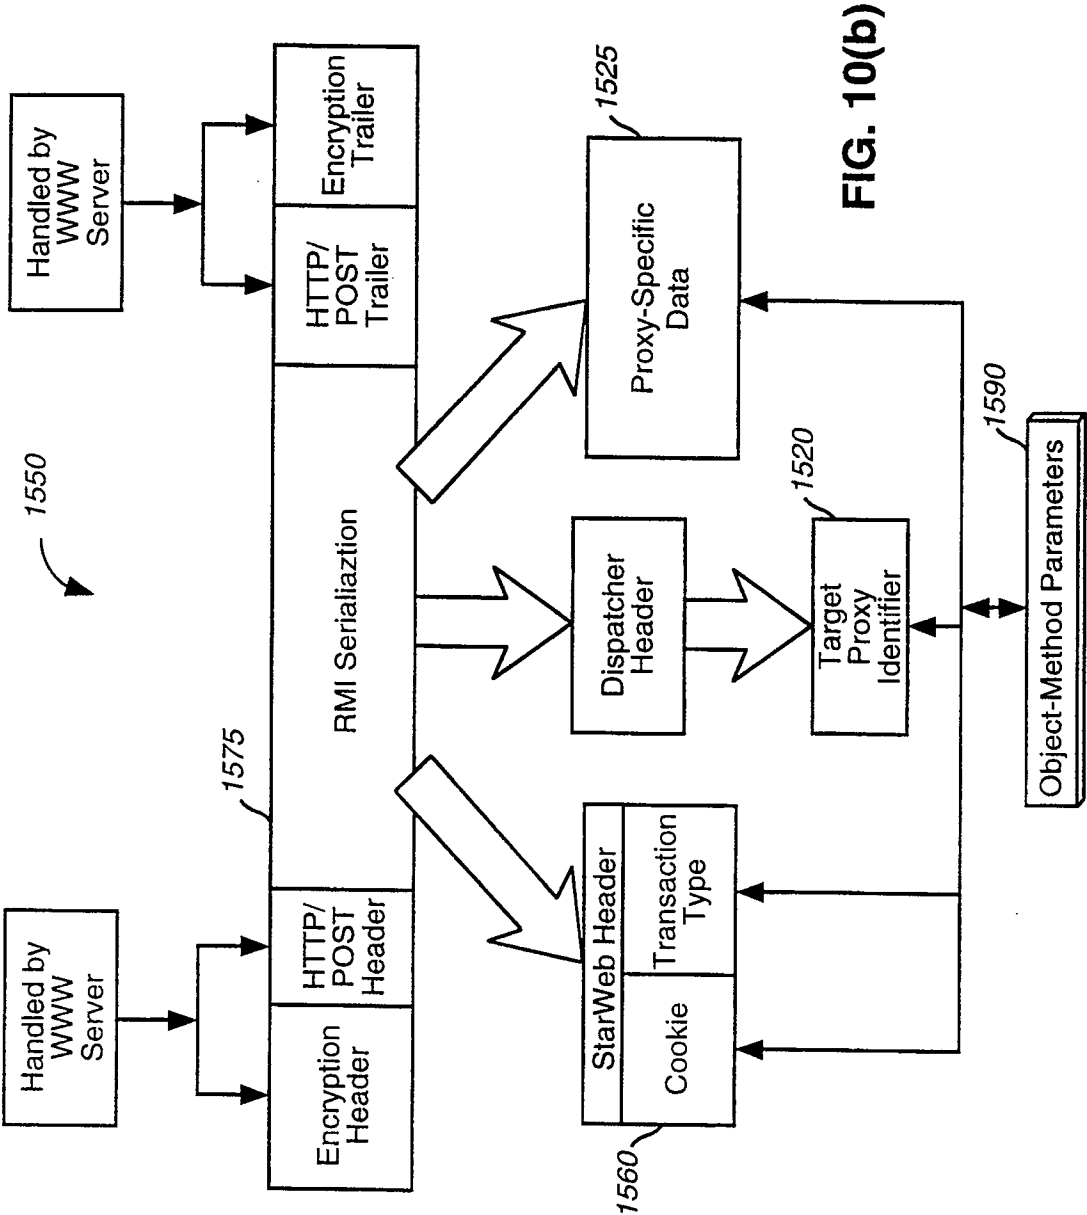 1550
Handled by
WWW
Server
Handled by
WWW
Server
1575
Encryption
Header
HTTP/
POST
Header
RMI Serialiaztion
HTTP/
POST
Trailer
Encryption
Trailer
1560
StarWeb Header
Cookie
Transaction
Type
Dispatcher
Header
1520
Target
Proxy
Identifier
1525
Proxy-Specific
Data
1590
Object-Method Parameters
FIG. 10(b)